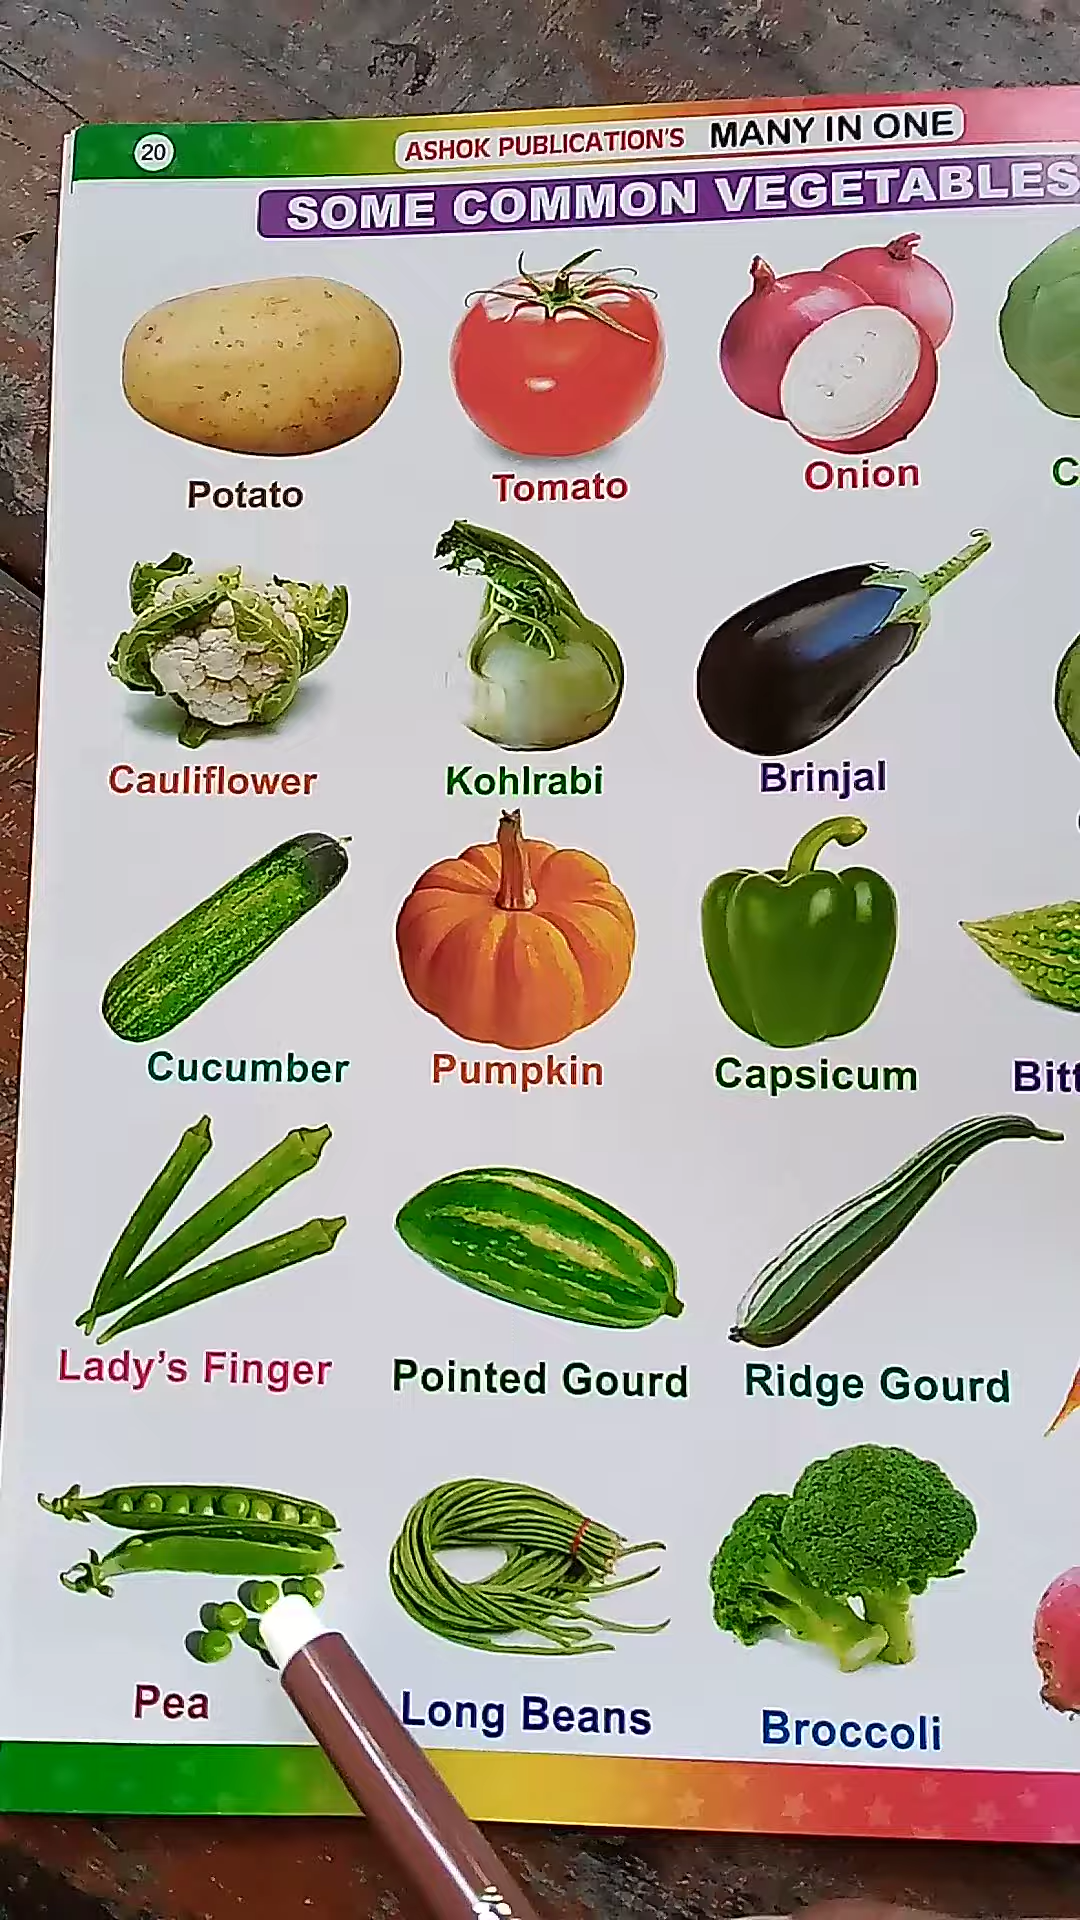 20
ASHOK PUBLICATION'S MANY IN ONE
SOME COMMON VEGETABLES
Potato Tomato Onion
Cauliflower Kohlrabi Brinjal
Cucumber Pumpkin Capsicum
Lady's Finger Pointed Gourd Ridge Gourd
Pea Long Beans Broccoli